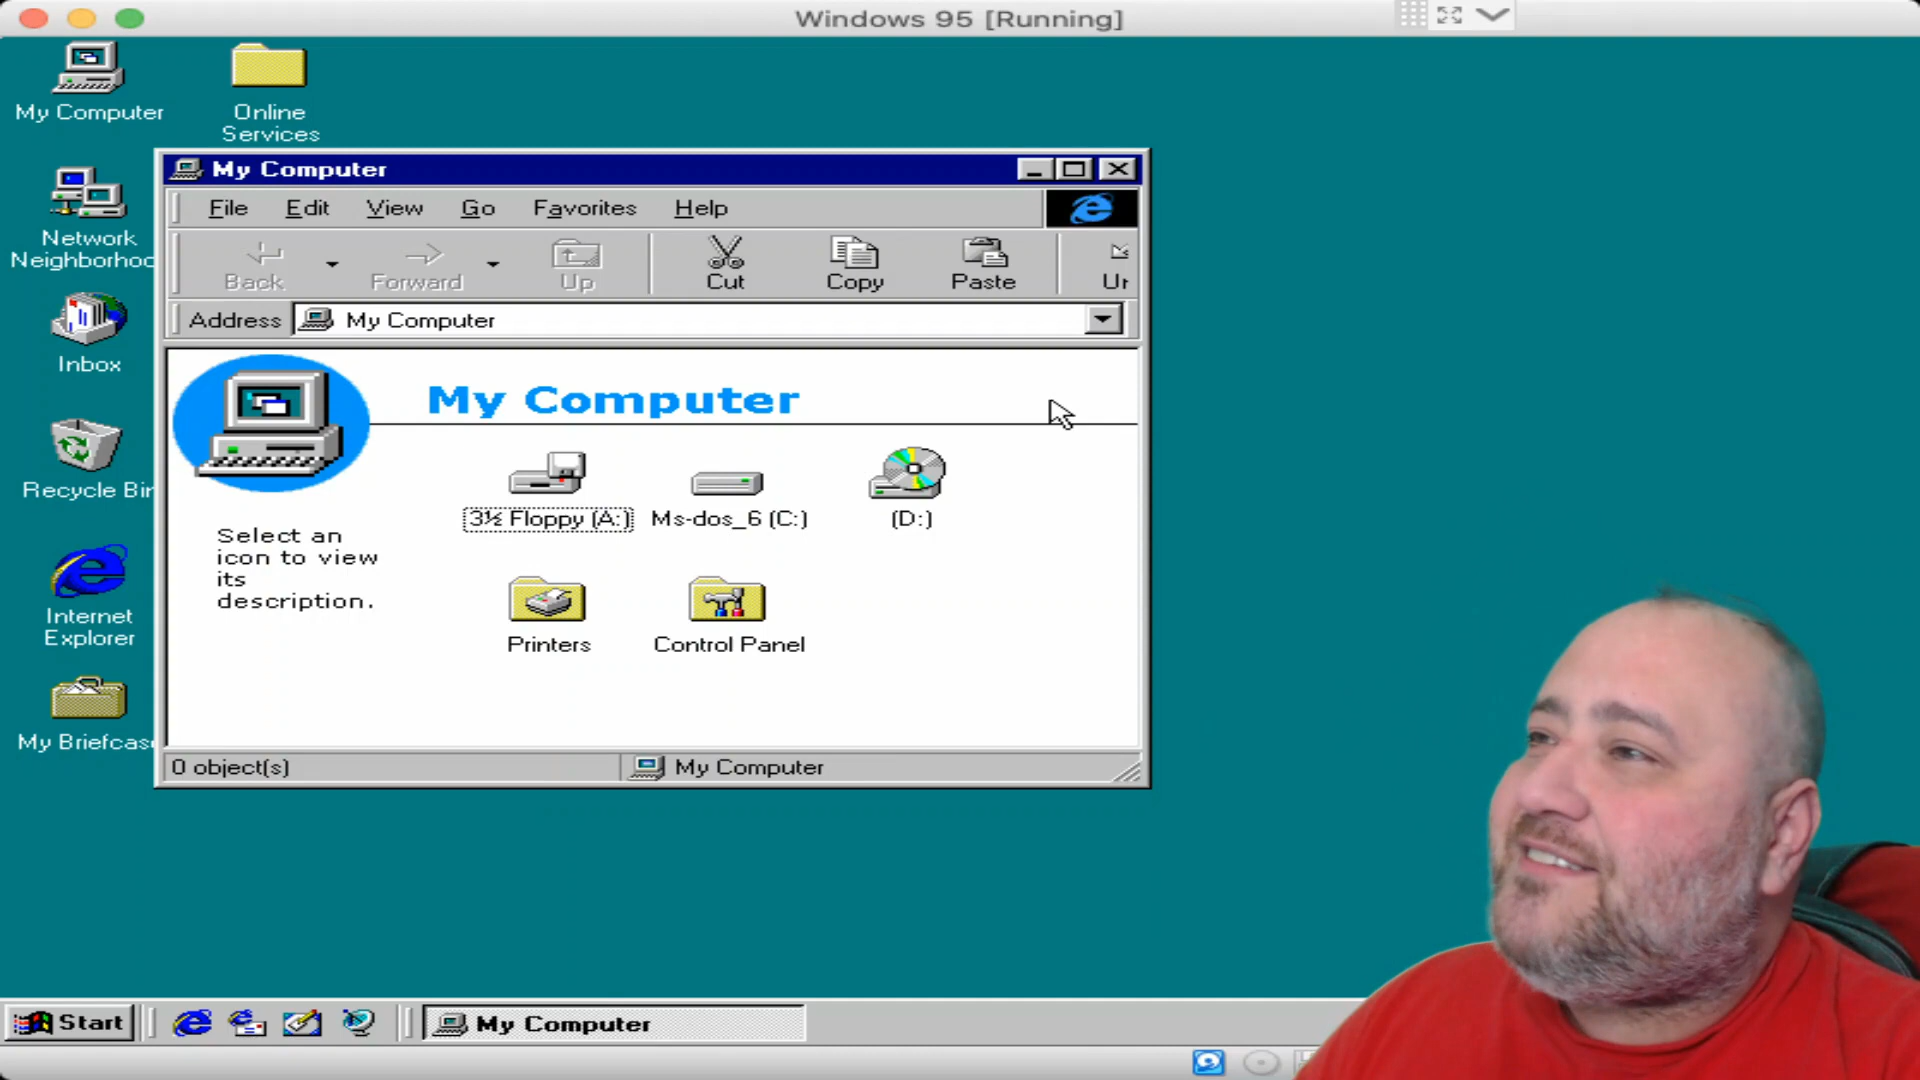 Windows 95 [Running]
My Computer
Online
Services
Network
Neighborhoo
Inbox
Recycle Bin
Internet
Explorer
My Briefcase
My Computer
File Edit View Go Favorites Help
Back Forward Up Cut Copy Paste Ur
Address My Computer
My Computer
Select an
icon to view
its
description.
3½ Floppy (A:) Ms-dos_6 (C:) (D:)
Printers Control Panel
0 object(s) My Computer
Start My Computer